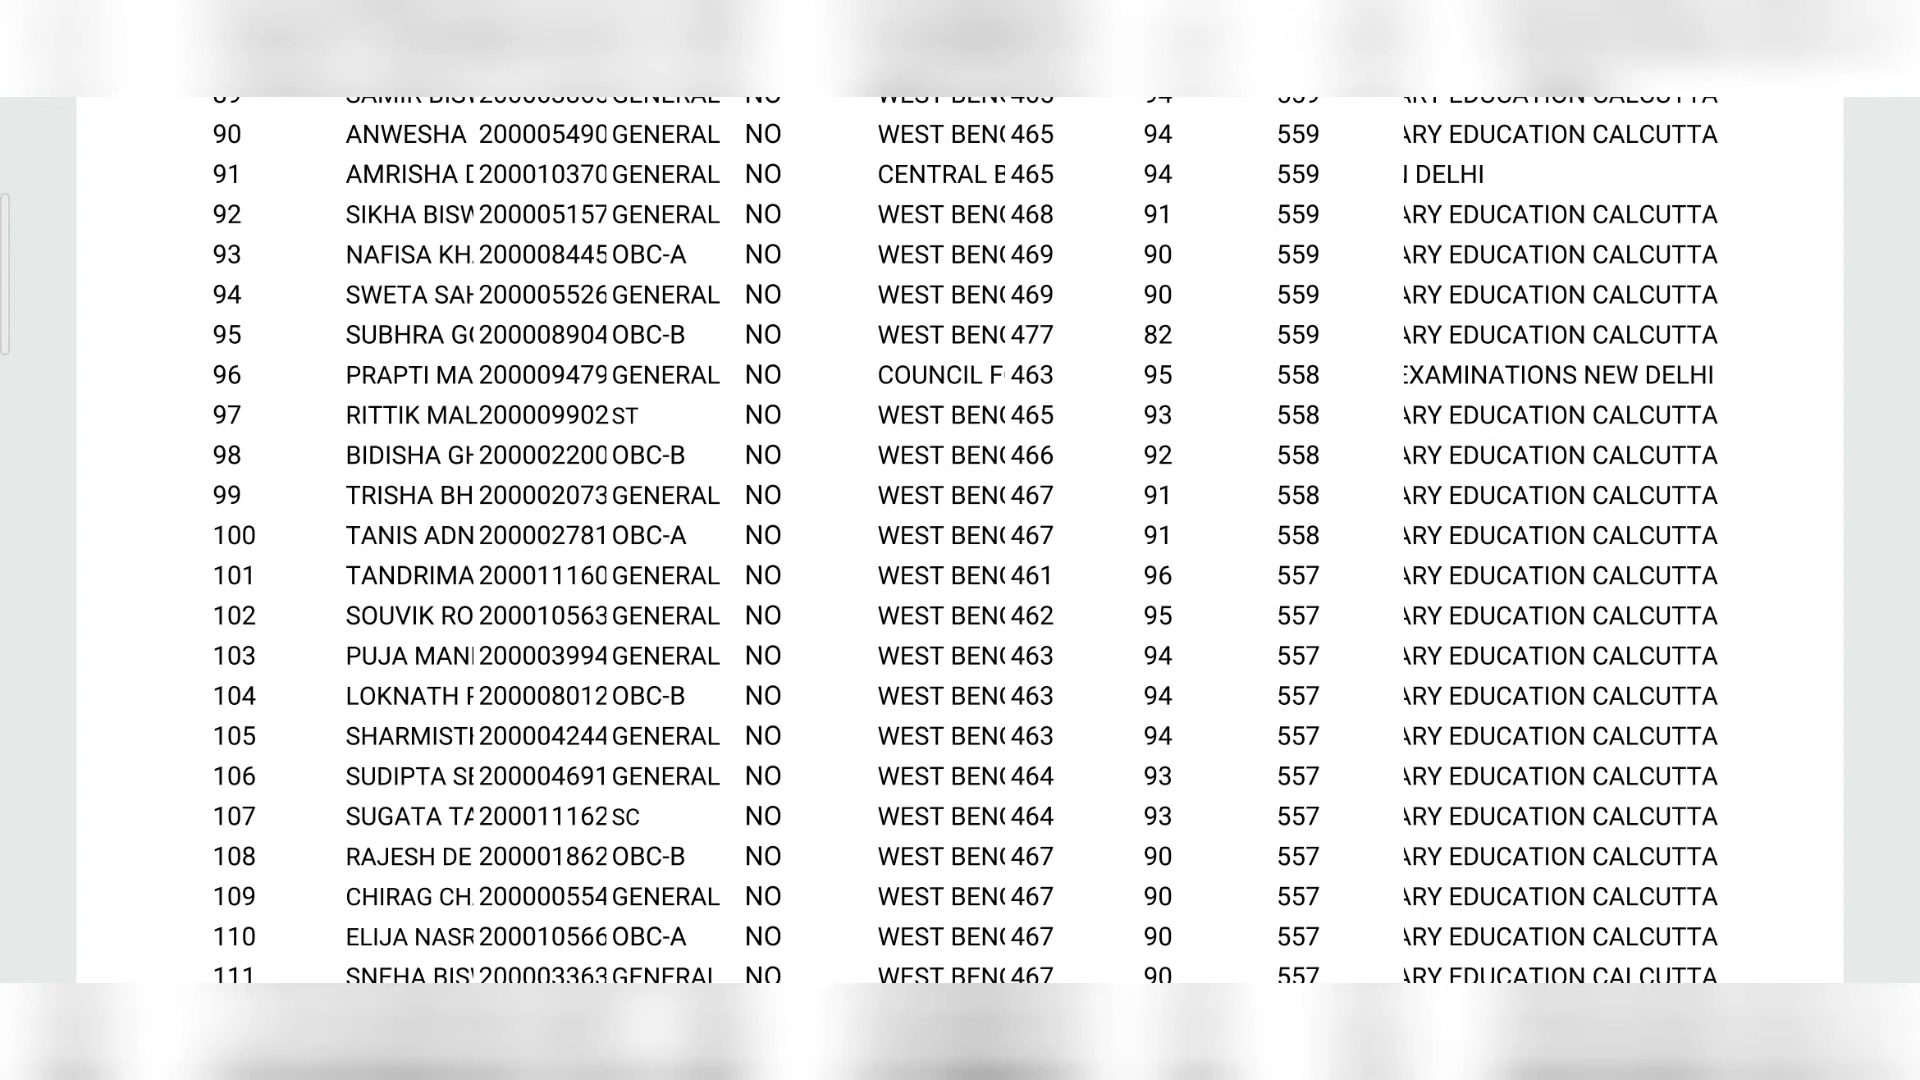 90 ANWESHA 200005490 GENERAL NO WEST BEN 465 94 559 ARY EDUCATION CALCUTTA
91 AMRISHA 200010370 GENERAL NO CENTRAL 465 94 559 DELHI
92 SIKHA BISW 200005157 GENERAL NO WEST BEN 468 91 559 ARY EDUCATION CALCUTTA
93 NAFISA KH 200008445 OBC-A NO WEST BEN 469 90 559 ARY EDUCATION CALCUTTA
94 SWETA SAH 200005526 GENERAL NO WEST BEN 469 90 559 ARY EDUCATION CALCUTTA
95 SUBHRA G 200008904 OBC-B NO WEST BEN 477 82 559 ARY EDUCATION CALCUTTA
96 PRAPTI MA 200009479 GENERAL NO COUNCIL F 463 95 558 EXAMINATIONS NEW DELHI
97 RITTIK MAL 200009902 ST NO WEST BEN 465 93 558 ARY EDUCATION CALCUTTA
98 BIDISHA GH 200002200 OBC-B NO WEST BEN 466 92 558 ARY EDUCATION CALCUTTA
99 TRISHA BH 200002073 GENERAL NO WEST BEN 467 91 558 ARY EDUCATION CALCUTTA
100 TANIS ADN 200002781 OBC-A NO WEST BEN 467 91 558 ARY EDUCATION CALCUTTA
101 TANDRIMA 200011160 GENERAL NO WEST BEN 461 96 557 ARY EDUCATION CALCUTTA
102 SOUVIK RO 200010563 GENERAL NO WEST BEN 462 95 557 ARY EDUCATION CALCUTTA
103 PUJA MAN 200003994 GENERAL NO WEST BEN 463 94 557 ARY EDUCATION CALCUTTA
104 LOKNATH 200008012 OBC-B NO WEST BEN 463 94 557 ARY EDUCATION CALCUTTA
105 SHARMIST 200004244 GENERAL NO WEST BEN 463 94 557 ARY EDUCATION CALCUTTA
106 SUDIPTA SE 200004691 GENERAL NO WEST BEN 464 93 557 ARY EDUCATION CALCUTTA
107 SUGATA TA 200011162 SC NO WEST BEN 464 93 557 ARY EDUCATION CALCUTTA
108 RAJESH DE 200001862 OBC-B NO WEST BEN 467 90 557 ARY EDUCATION CALCUTTA
109 CHIRAG CH 200000554 GENERAL NO WEST BEN 467 90 557 ARY EDUCATION CALCUTTA
110 ELIJA NASR 200010566 OBC-A NO WEST BEN 467 90 557 ARY EDUCATION CALCUTTA
111 SNEHA BIS 200003363 GENERAL NO WEST BEN 467 90 557 ARY EDUCATION CALCUTTA